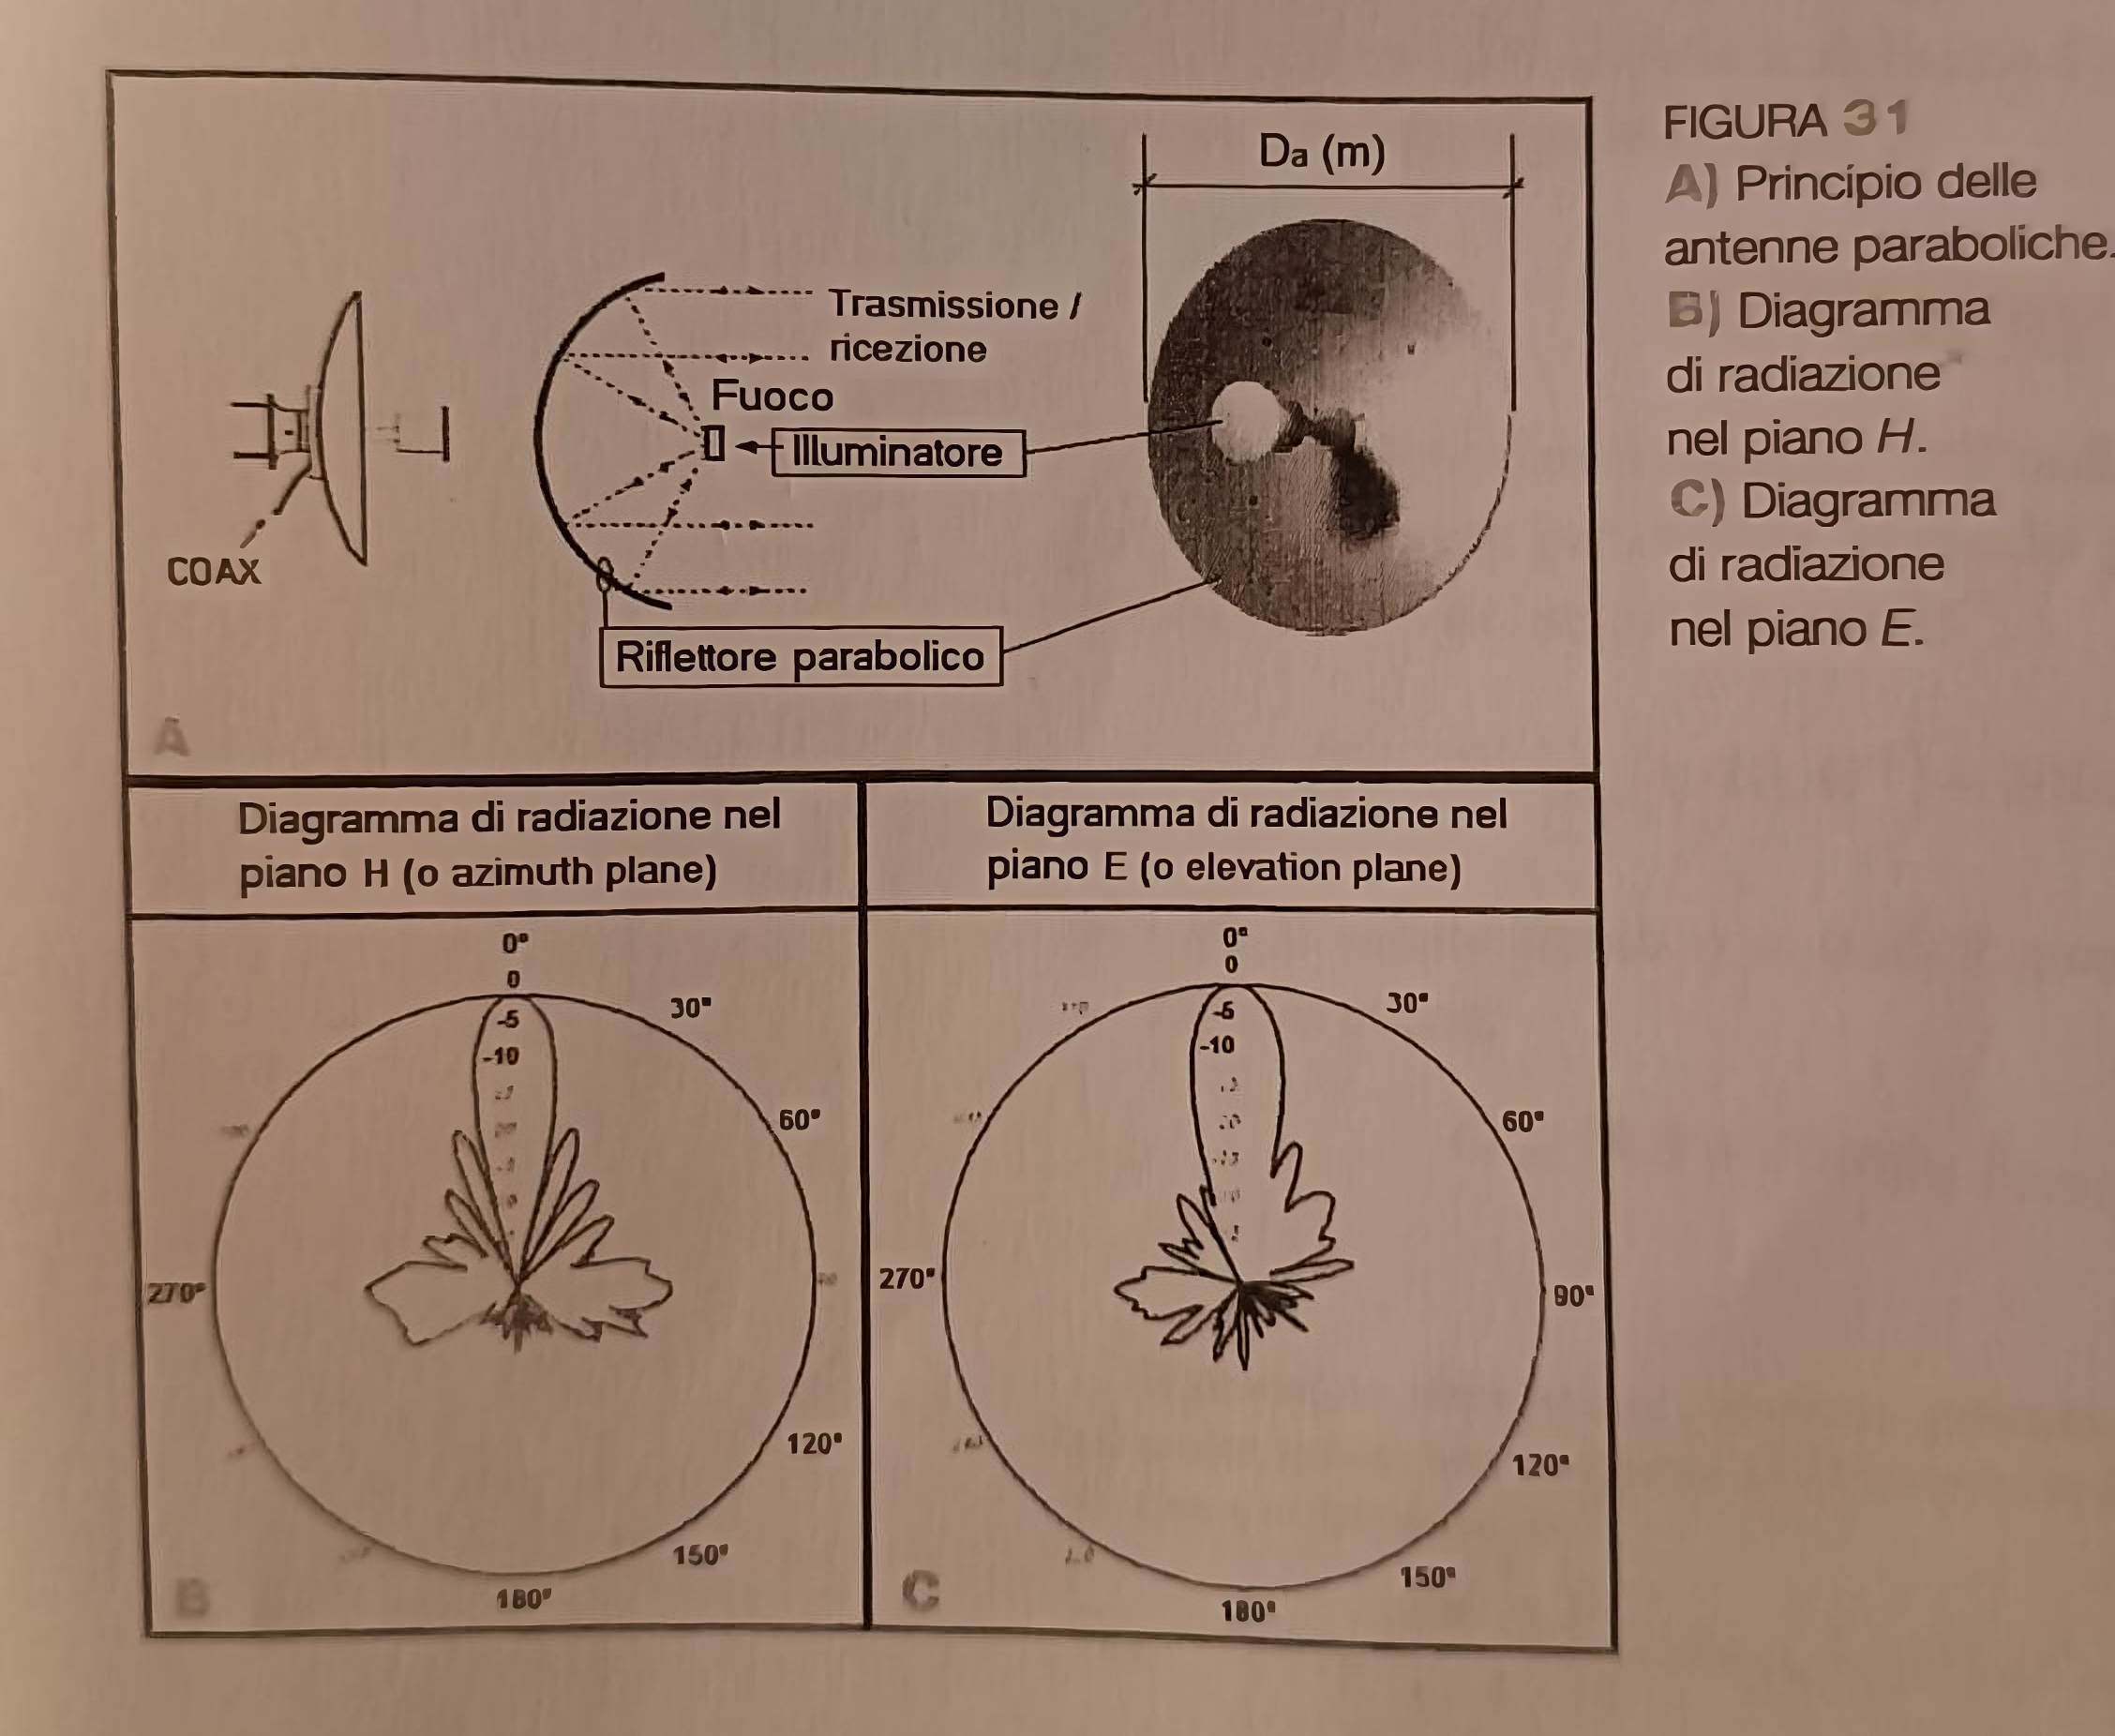 FIGURA 31
A) Principio delle
antenne paraboliche.
B) Diagramma
di radiazione
nel piano H.
C) Diagramma
di radiazione
nel piano E.
Da (m)
Trasmissione /
ricezione
Fuoco
Illuminatore
COAX
Riflettore parabolico
A
Diagramma di radiazione nel
piano H (o azimuth plane)
Diagramma di radiazione nel
piano E (o elevation plane)
0°
0
-5
-10
30°
60°
270°
120°
150°
180°
B
0°
0
-5
-10
30°
60°
270°
90°
120°
150°
180°
C